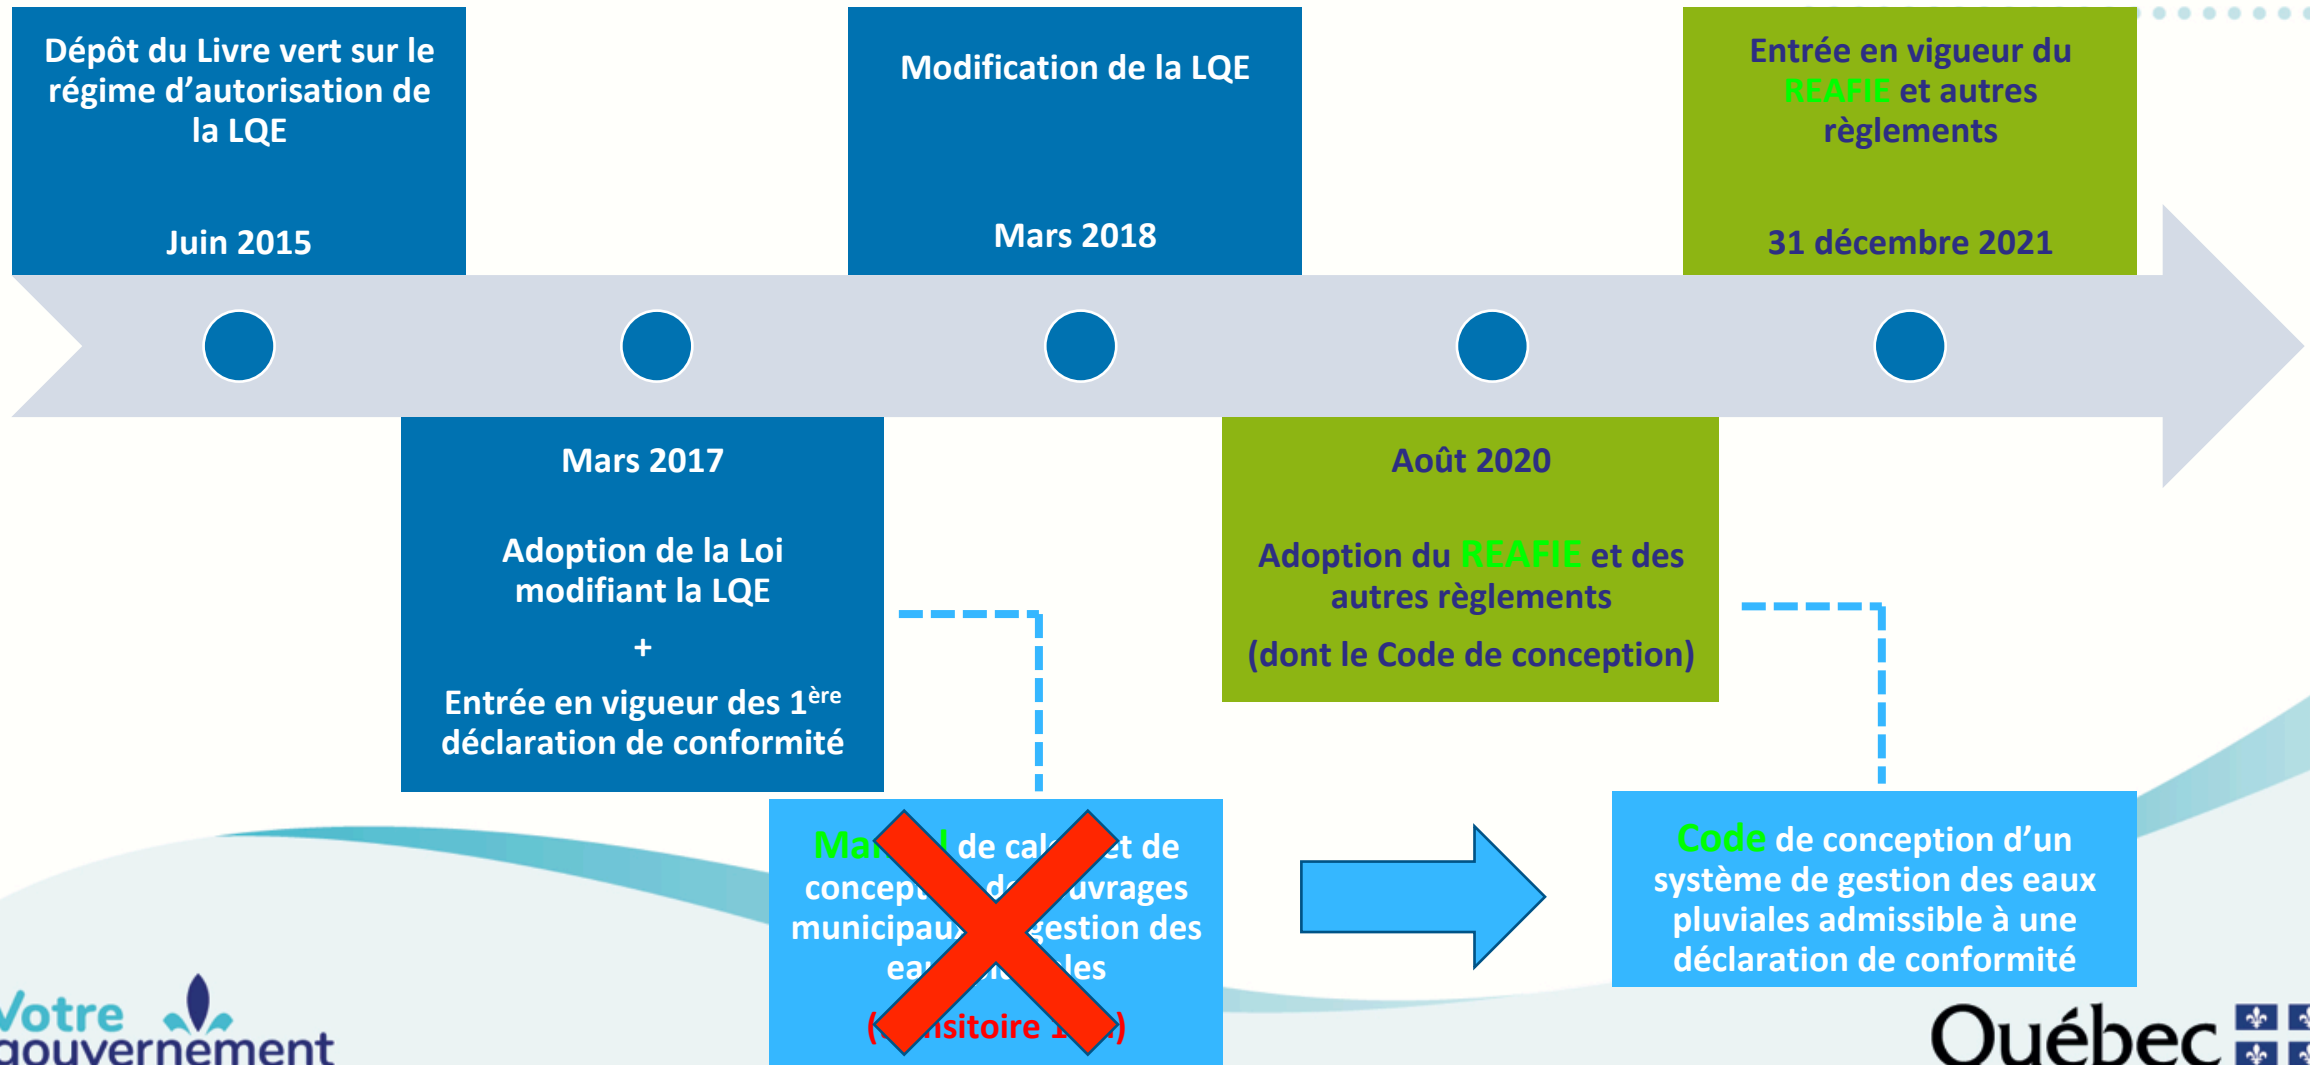 Dépôt du Livre vert sur le
régime d’autorisation de
la LQE
Juin 2015
Modification de la LQE
Mars 2018
Entrée en vigueur du
REAFIE et autres
règlements
31 décembre 2021
Mars 2017
Adoption de la Loi
modifiant la LQE
+
Entrée en vigueur des 1ère
déclaration de conformité
Août 2020
Adoption du REAFIE et des
autres règlements
(dont le Code de conception)
de et de
municipaux gestion des
Code de conception d’un
système de gestion des eaux
pluviales admissible à une
déclaration de conformité
Votre
gouvernement
Québec